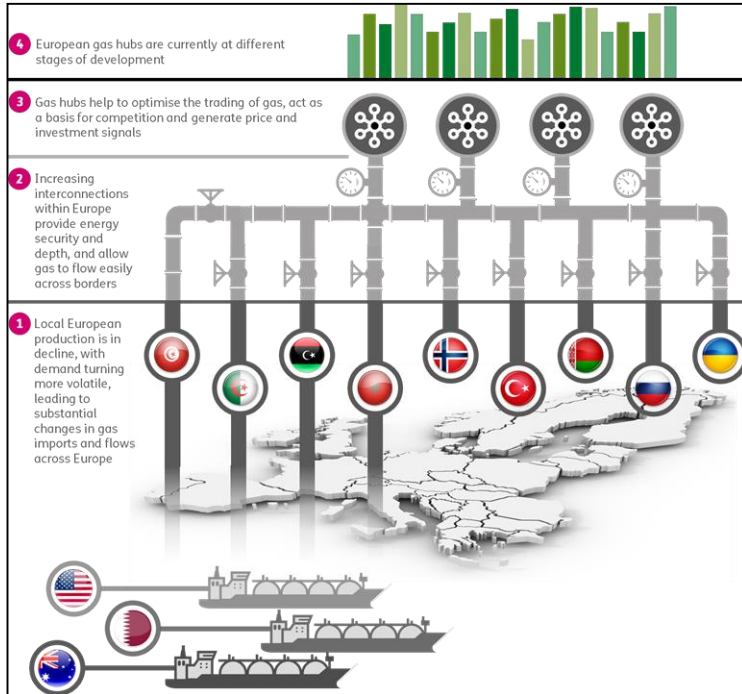 4 European gas hubs are currently at different
stages of development
3 Gas hubs help to optimise the trading of gas, act as
a basis for competition and generate price and
investment signals
2 Increasing
interconnections
within Europe
provide energy
security and
depth, and allow
gas to flow easily
across borders
1 Local European
production is in
decline, with
demand turning
more volatile,
leading to
substantial
changes in gas
imports and flows
across Europe